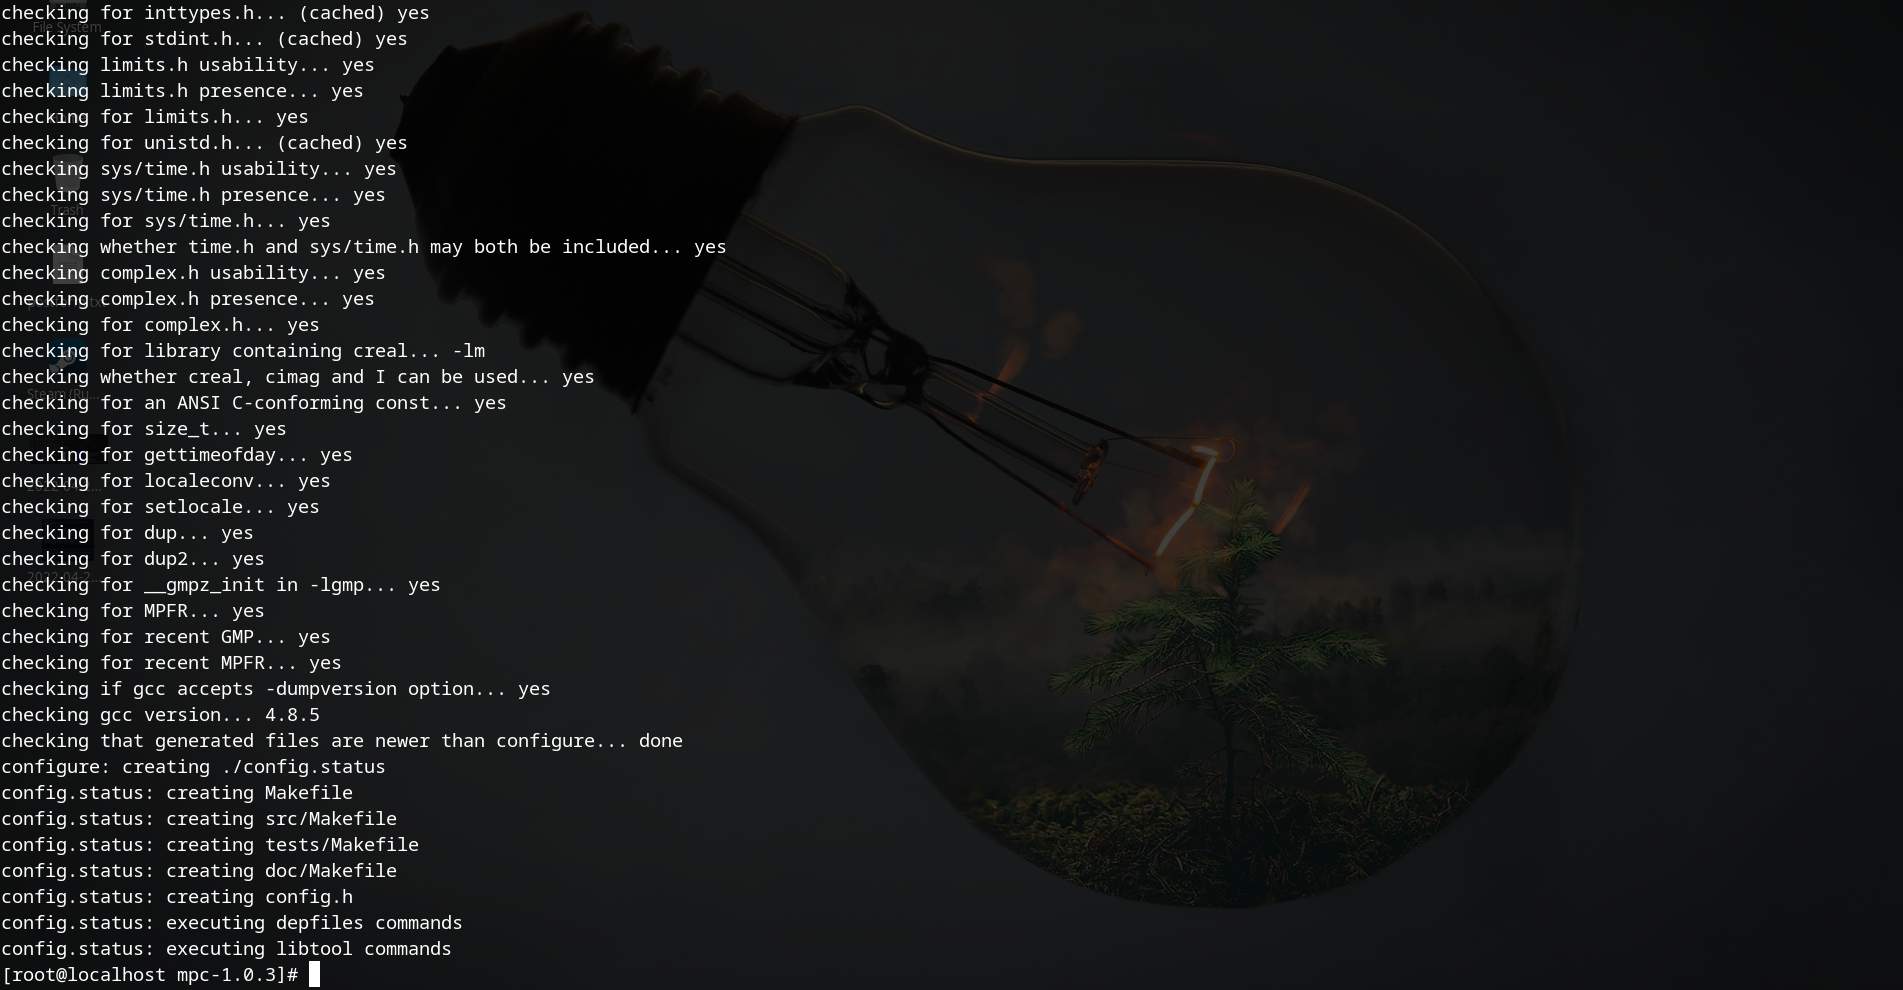 checking for inttypes.h... (cached) yes
File System
checking for stdint.h... (cached) yes
checking limits.h usability... yes
checking limits.h presence... yes
checking for limits.h... yes
checking for unistd.h... (cached) yes
checking sys/time.h usability... yes
checking sys/time.h presence... yes
Trash
checking for sys/time.h... yes
checking whether time.h and sys/time.h may both be included... yes
checking complex.h usability... yes
checking complex.h presence... yes
checking for complex.h... yes
checking for library containing creal... -lm
checking whether creal, cimag and I can be used... yes
checking for an ANSI C-conforming const... yes
checking for size_t... yes
checking for gettimeofday... yes
checking for localeconv... yes
checking for setlocale... yes
checking for dup... yes
checking for dup2... yes
checking for __gmpz_init in -lgmp... yes
checking for MPFR... yes
checking for recent GMP... yes
checking for recent MPFR... yes
checking if gcc accepts -dumpversion option... yes
checking gcc version... 4.8.5
checking that generated files are newer than configure... done
configure: creating ./config.status
config.status: creating Makefile
config.status: creating src/Makefile
config.status: creating tests/Makefile
config.status: creating doc/Makefile
config.status: creating config.h
config.status: executing depfiles commands
config.status: executing libtool commands
[root@localhost mpc-1.0.3]#